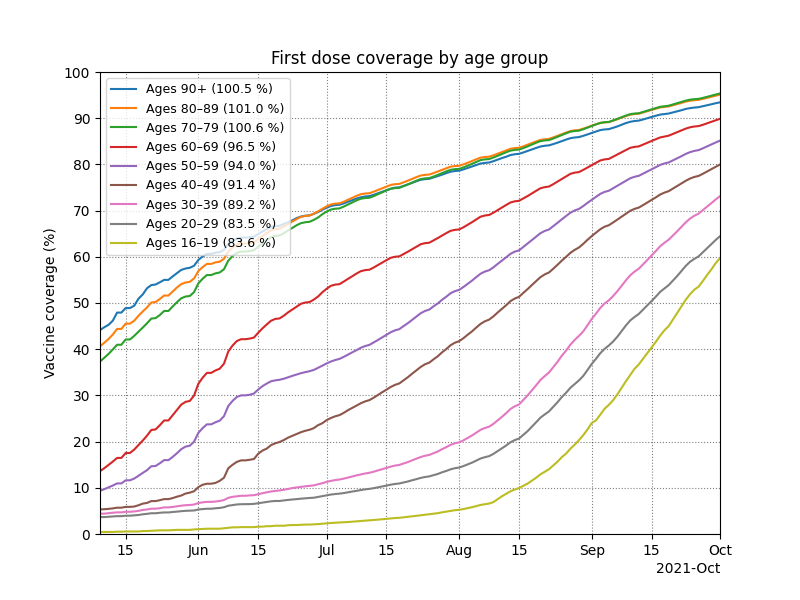 First dose coverage by age group
Vaccine coverage (%)
100
90
80
70
60
50
40
30
20
10
0
Ages 90+ (100.5 %)
Ages 80–89 (101.0 %)
Ages 70–79 (100.6 %)
Ages 60–69 (96.5 %)
Ages 50–59 (94.0 %)
Ages 40–49 (91.4 %)
Ages 30–39 (89.2 %)
Ages 20–29 (83.5 %)
Ages 16–19 (83.6 %)
15 Jun 15 Jul 15 Aug 15 Sep 15 Oct
2021-Oct